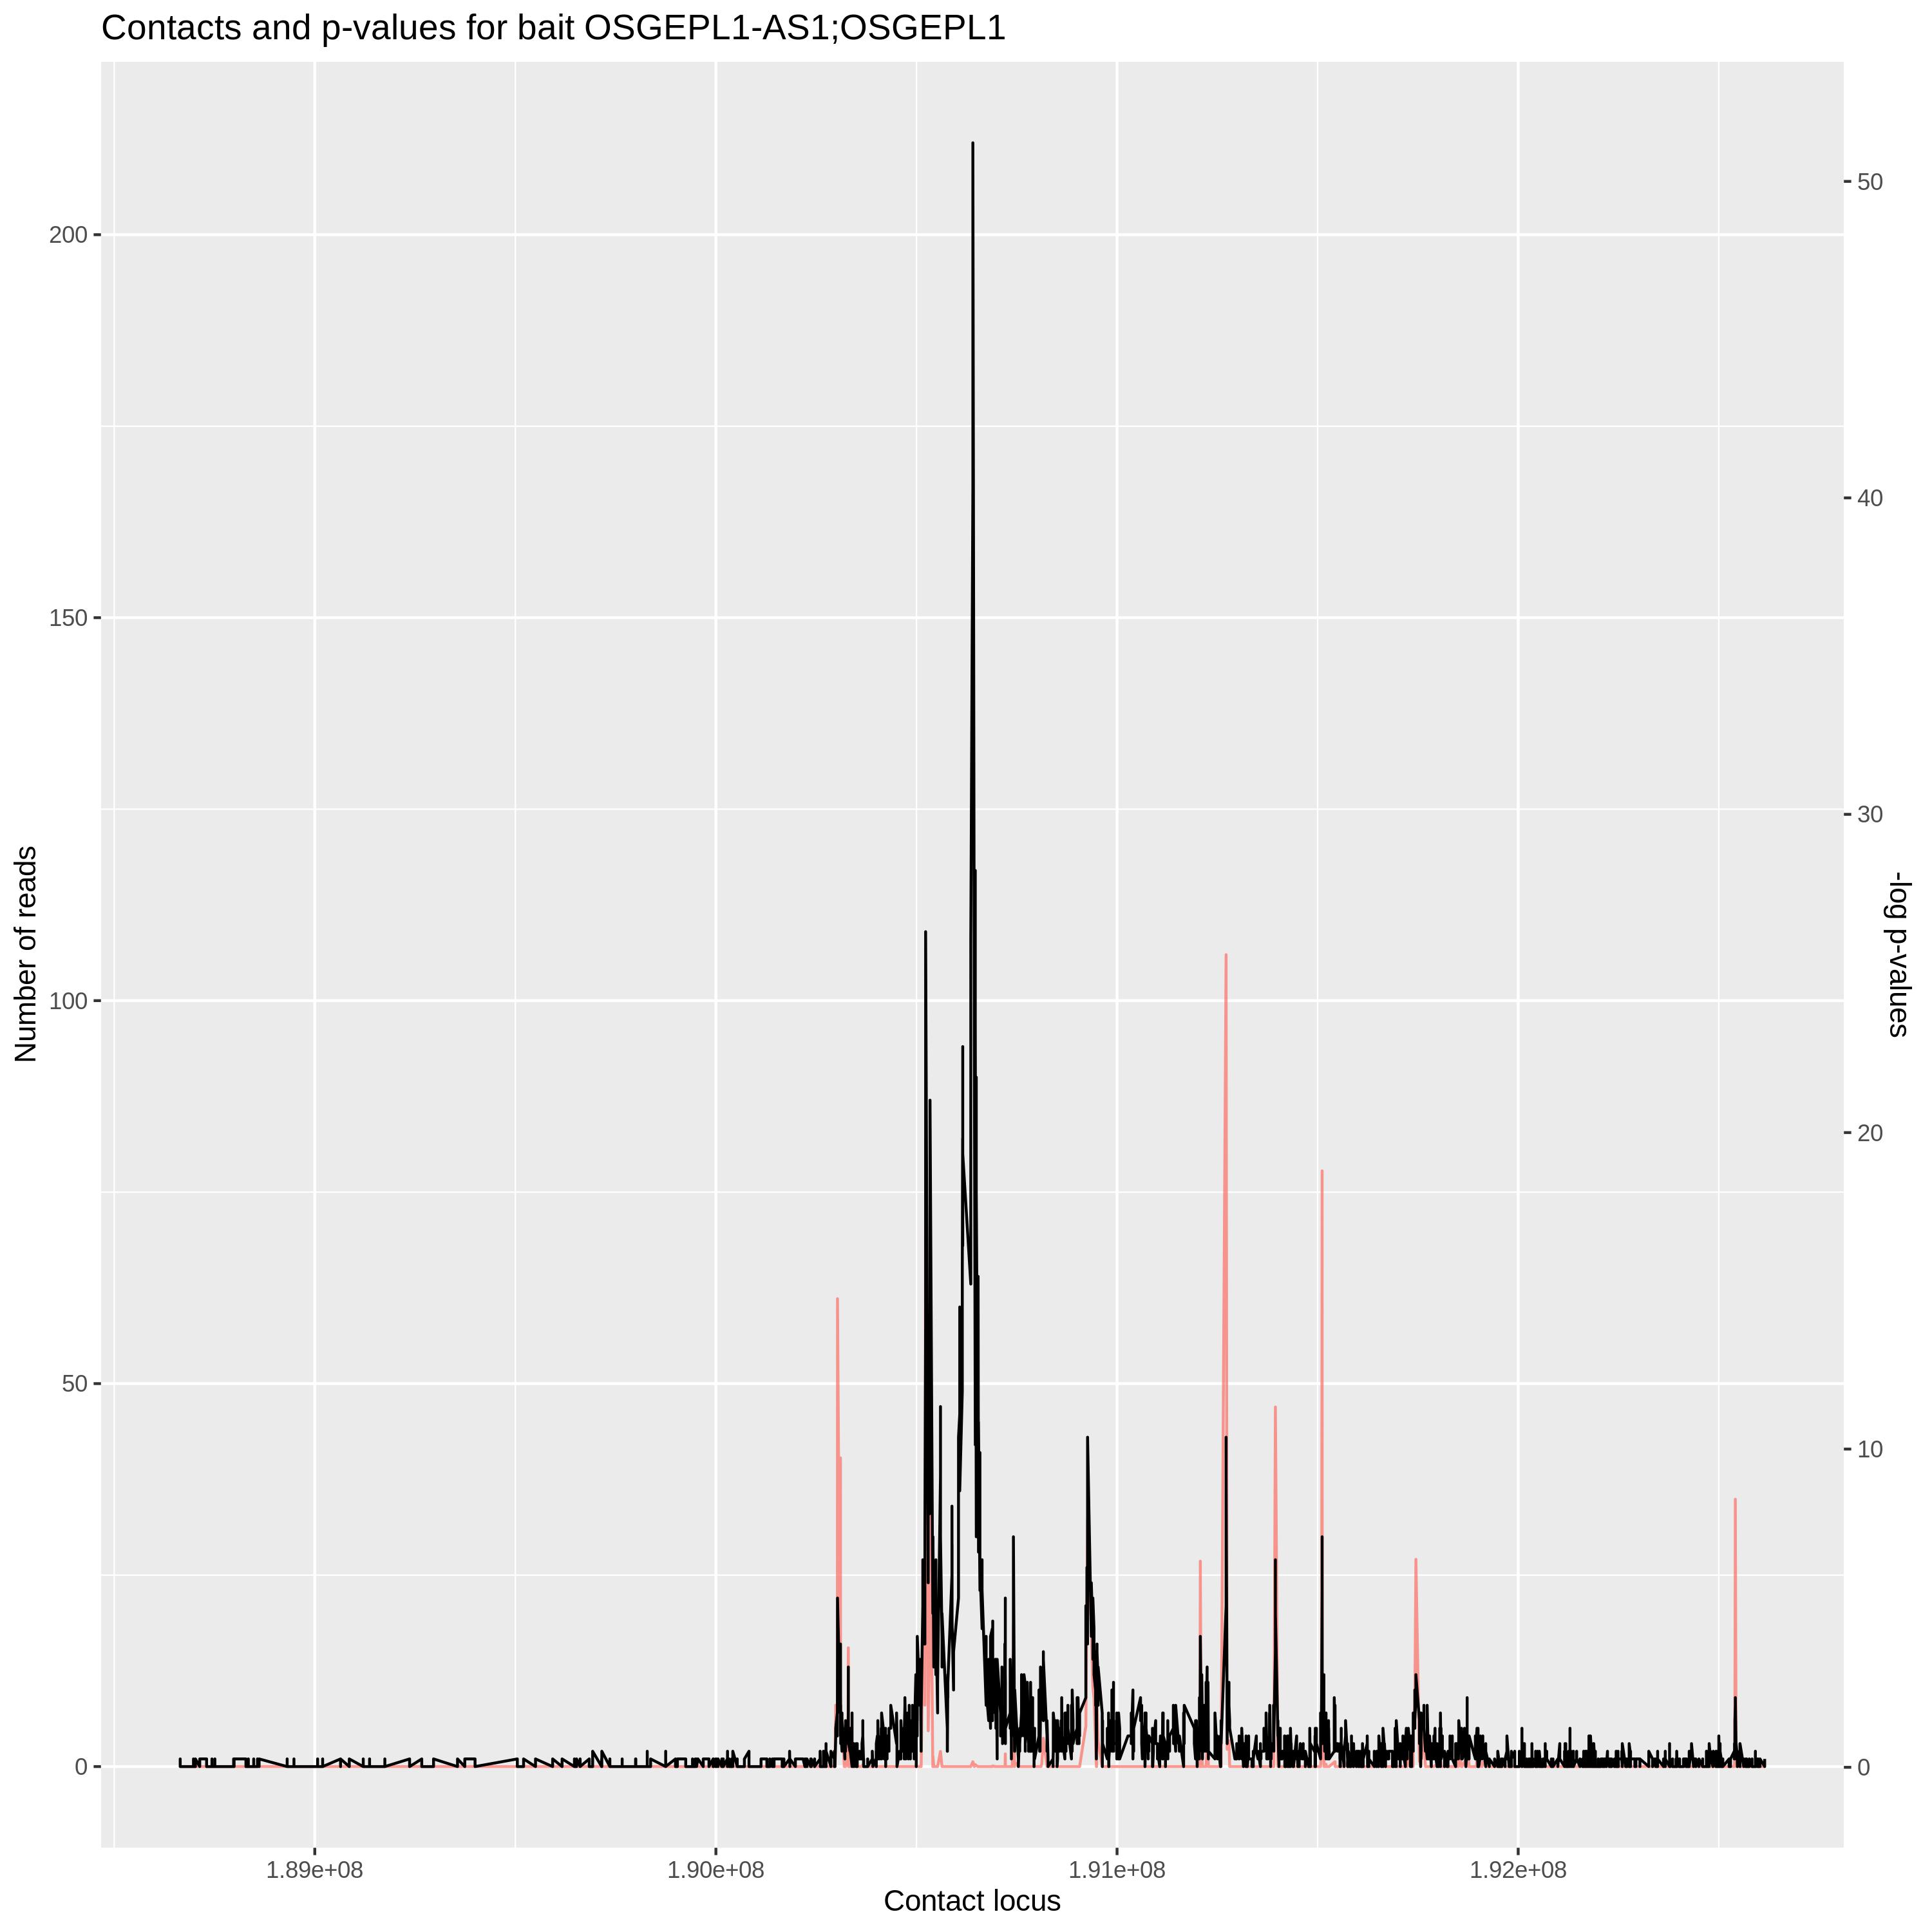 Contacts and p-values for bait OSGEPL1-AS1;OSGEPL1
Number of reads
200
150
100
50
0
50
40
30
20
10
0
-log p-values
1.89e+08
1.90e+08
1.91e+08
1.92e+08
Contact locus